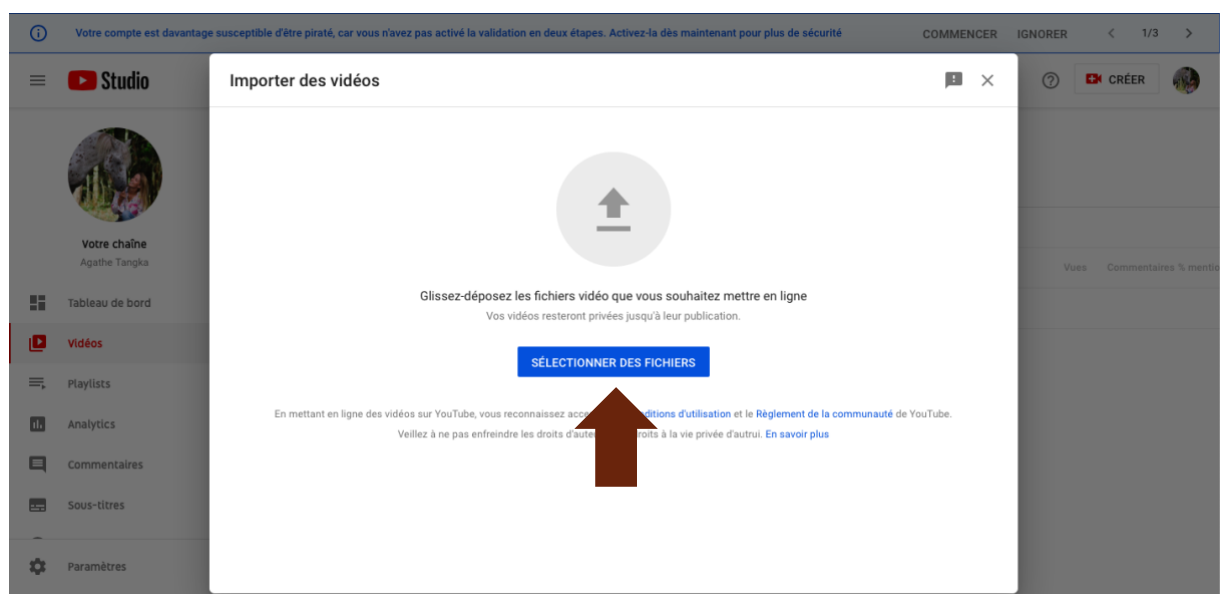 Votre compte est davantage susceptible d'être piraté, car vous n'avez pas activé la validation en deux étapes. Activez-la dès maintenant pour plus de sécurité
COMMENCER
IGNORER
1/3
Studio
Importer des vidéos
CRÉER
Votre chaîne
Agathe Tangka
Tableau de bord
Vidéos
Playlists
Analytics
Commentaires
Sous-titres
Paramètres
Glissez-déposez les fichiers vidéo que vous souhaitez mettre en ligne
Vos vidéos resteront privées jusqu'à leur publication.
SÉLECTIONNER DES FICHIERS
En mettant en ligne des vidéos sur YouTube, vous reconnaissez d'utilisation et le Règlement de la communauté de YouTube.
Veillez à ne pas enfreindre les droits à la vie privée d'autrui. En savoir plus
Vues Commentaires %